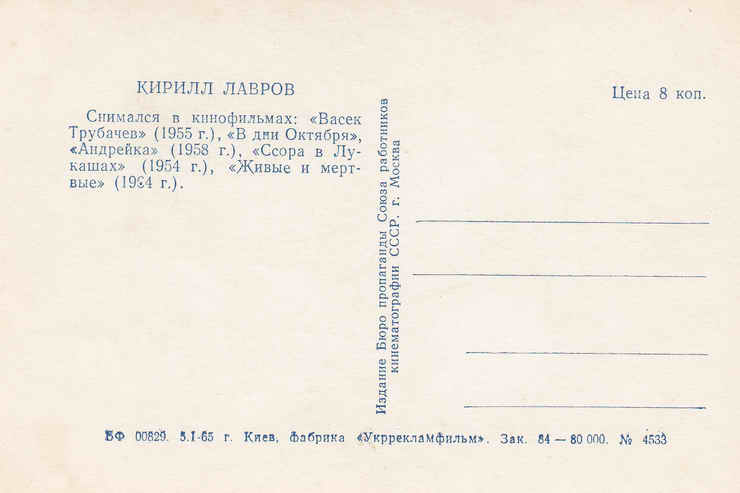 КИРИЛЛ ЛАВРОВ
Снимался в кинофильмах: «Васек
Трубачев» (1955 г.), «В дни Октября»,
«Андрейка» (1958 г.), «Ссора в Лу-
кашах» (1954 г.), «Живые и мерт-
вые» (1964 г.).
Издание Бюро пропаганды Союза работников
кинематографии СССР. г. Москва
Цена 8 коп.
БФ 00829. 5.I-65 г. Киев, фабрика «Укррекламфильм». Зак. 64 — 80 000. № 4533